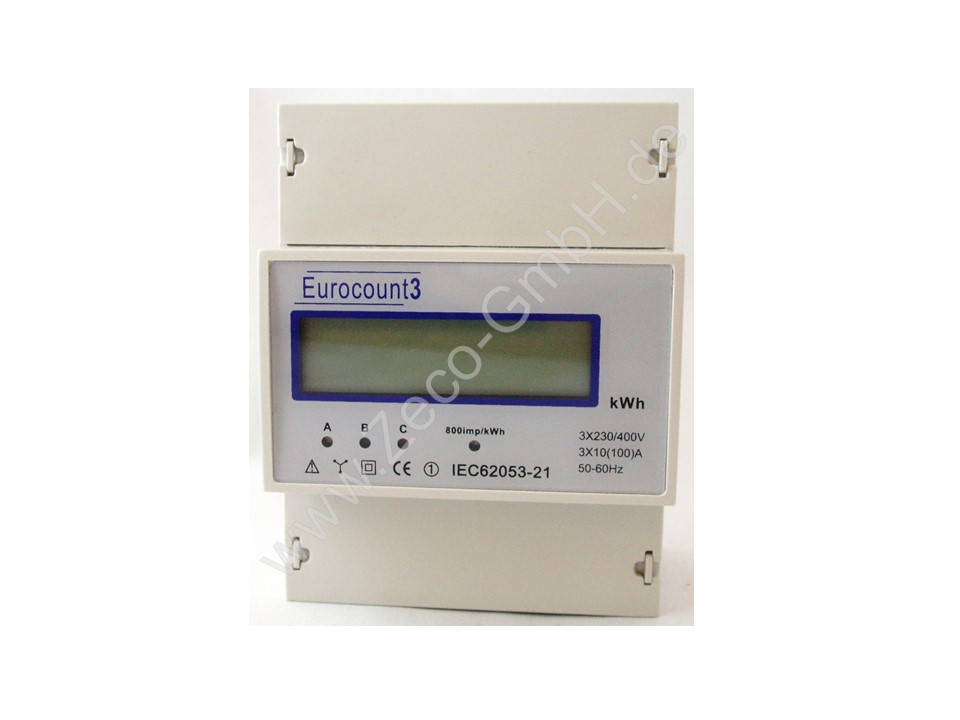 Eurocount3
kWh
A B C 800imp/kWh
3X230/400V
3X10(100)A
50-60Hz
CE 1 IEC62053-21
www.Zeco-GmbH.de